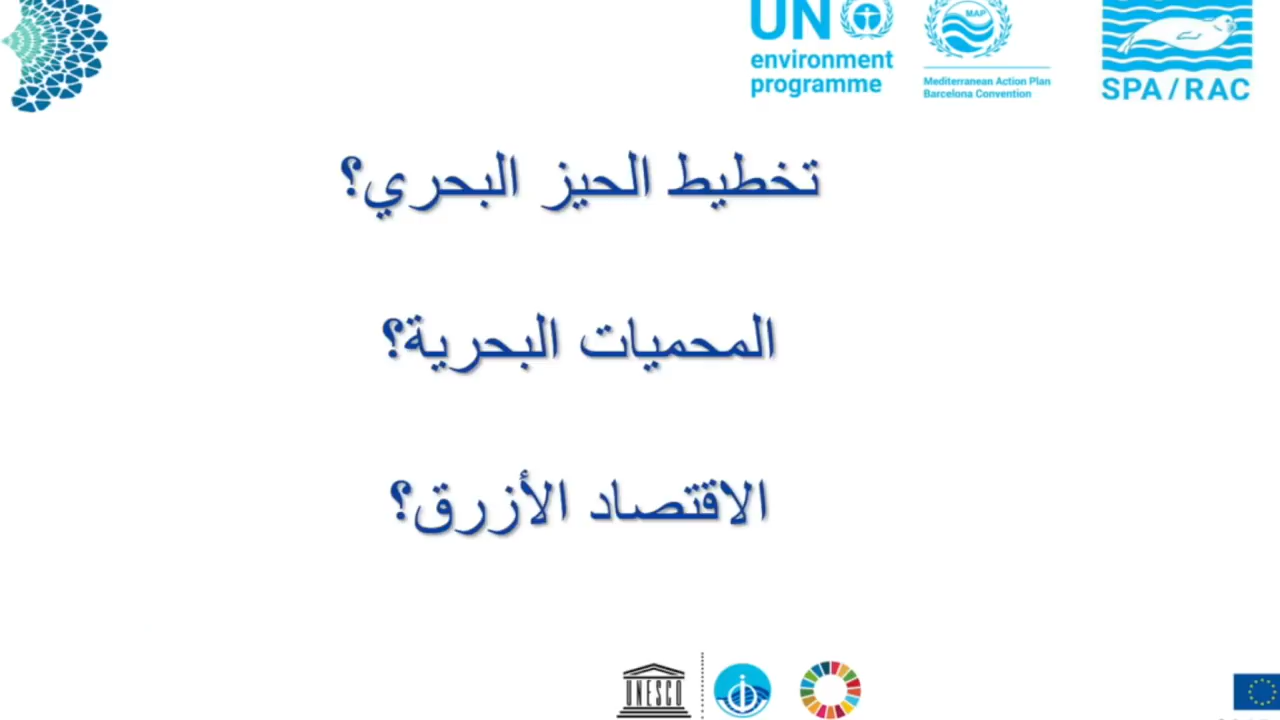 UN
environment
programme
MAP
Mediterranean Action Plan
Barcelona Convention
SPA/RAC
تخطيط الحيز البحري؟
المحميات البحرية؟
الاقتصاد الأزرق؟
UNESCO